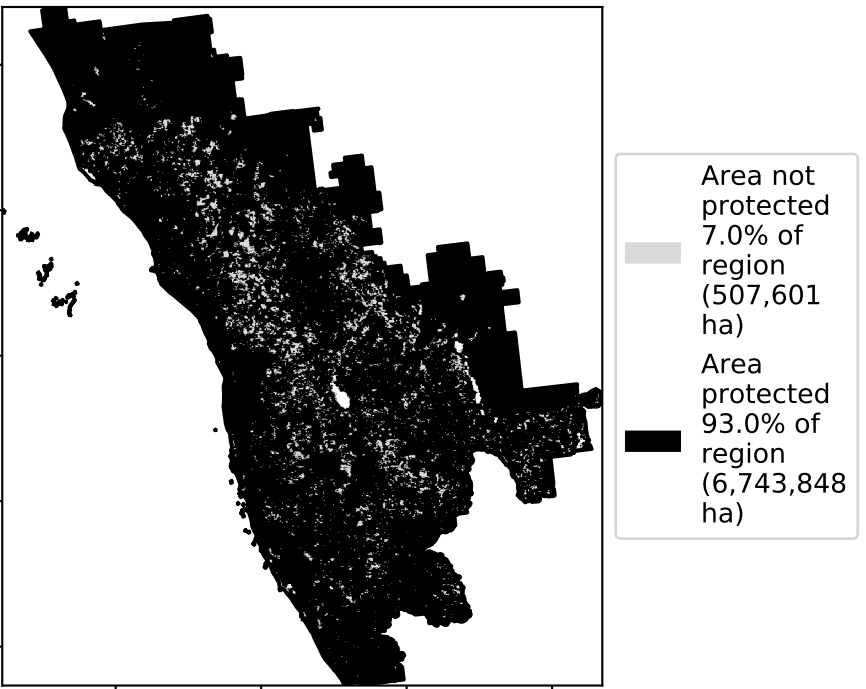 Area not
protected
7.0% of
region
(507,601
ha)
Area
protected
93.0% of
region
(6,743,848
ha)